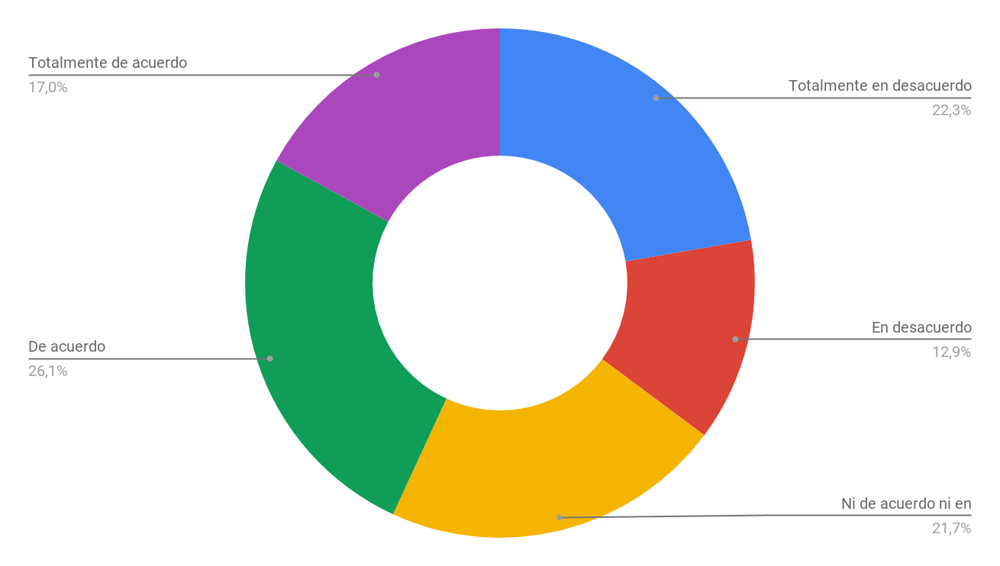 Totalmente de acuerdo
17,0%
Totalmente en desacuerdo
22,3%
En desacuerdo
12,9%
De acuerdo
26,1%
Ni de acuerdo ni en
21,7%